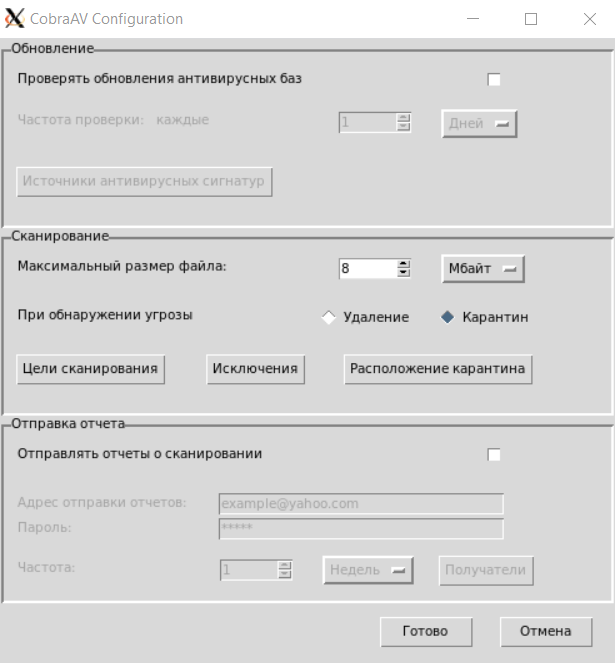 CobraAV Configuration
Обновление
Проверять обновления антивирусных баз
Частота проверки: каждые 1 Дней
Источники антивирусных сигнатур
Сканирование
Максимальный размер файла: 8 Мбайт
При обнаружении угрозы Удаление Карантин
Цели сканирования Исключения Расположение карантина
Отправка отчета
Отправлять отчеты о сканировании
Адрес отправки отчетов: example@yahoo.com
Пароль: *****
Частота: 1 Недель Получатели
Готово Отмена